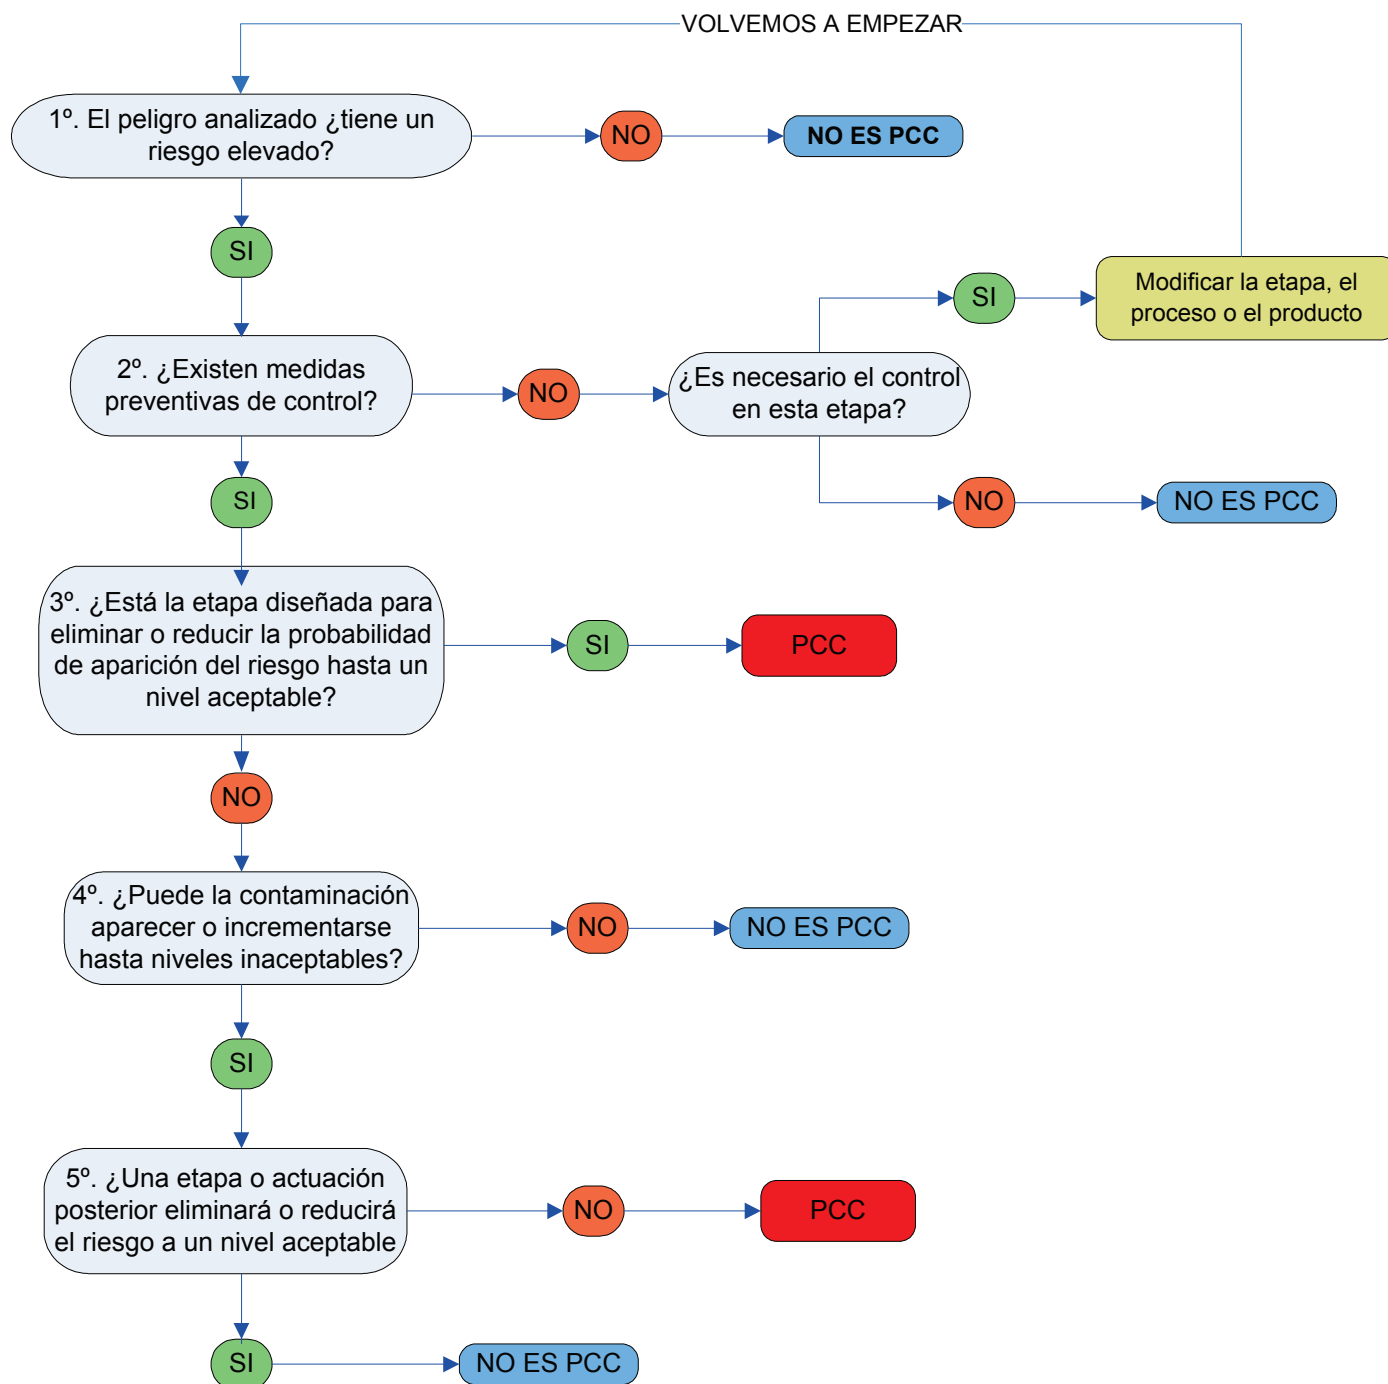 VOLVEMOS A EMPEZAR
1º. El peligro analizado ¿tiene un
riesgo elevado?
NO
NO ES PCC
SI
SI
Modificar la etapa, el
proceso o el producto
2º. ¿Existen medidas
preventivas de control?
NO
¿Es necesario el control
en esta etapa?
SI
NO
NO ES PCC
3º. ¿Está la etapa diseñada para
eliminar o reducir la probabilidad
de aparición del riesgo hasta un
nivel aceptable?
SI
PCC
NO
4º. ¿Puede la contaminación
aparecer o incrementarse
hasta niveles inaceptables?
NO
NO ES PCC
SI
5º. ¿Una etapa o actuación
posterior eliminará o reducirá
el riesgo a un nivel aceptable
NO
PCC
SI
NO ES PCC